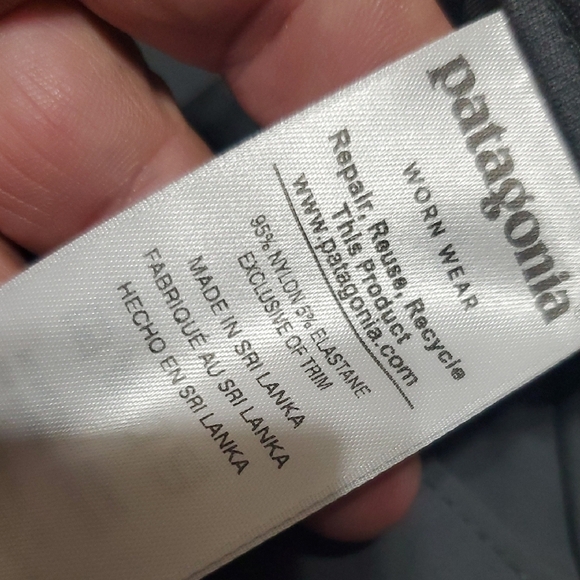 patagonia
WORN WEAR
Repair, Reuse, Recycle
This Product
www.patagonia.com
95% NYLON 5% ELASTANE
EXCLUSIVE OF TRIM
MADE IN SRI LANKA
FABRIQUÉ AU SRI LANKA
HECHO EN SRI LANKA